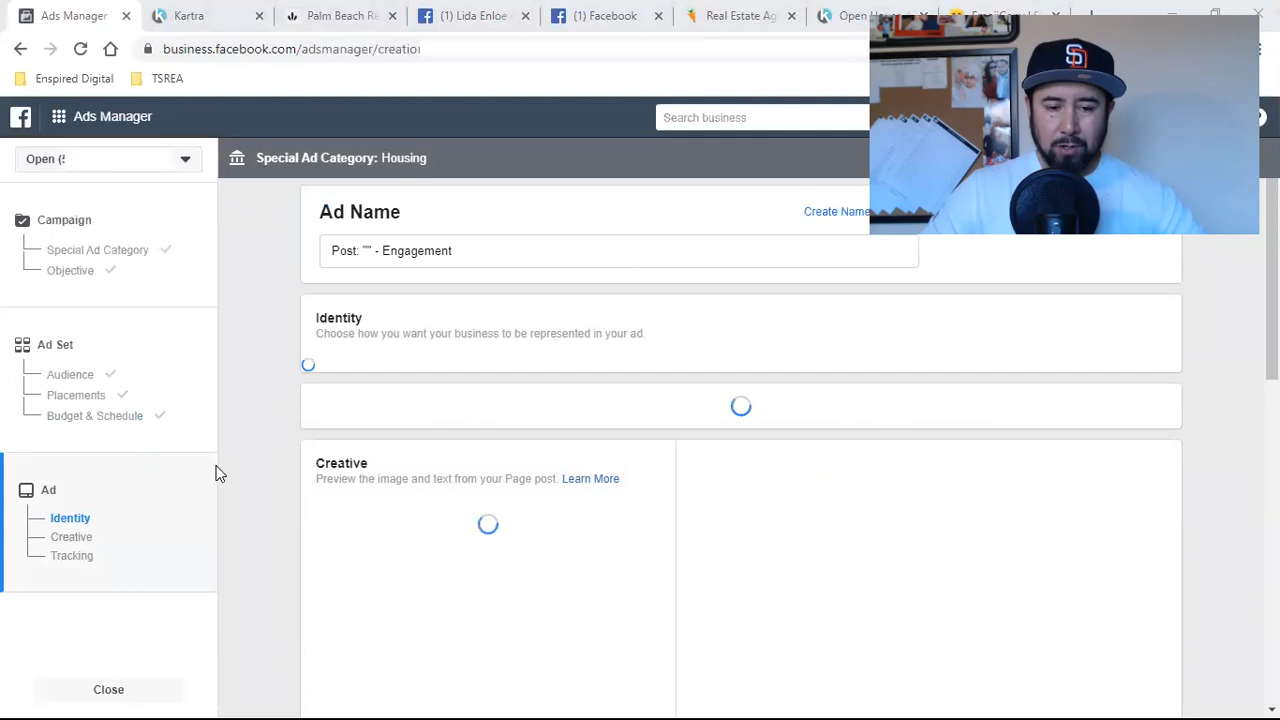 Ads Manager
Kartra
Palm Beach Re
(1) Lida Enloe
(1) Facebook
Real Estate Ag
Open
business.facebook.com
Enspired Digital
TSREA
Ads Manager
Search business
Open (
Special Ad Category: Housing
Campaign
Special Ad Category
Objective
Ad Set
Audience
Placements
Budget & Schedule
Ad
Identity
Creative
Tracking
Close
Ad Name
Create Name
Post: "" - Engagement
Identity
Choose how you want your business to be represented in your ad.
Creative
Preview the image and text from your Page post. Learn More
SD